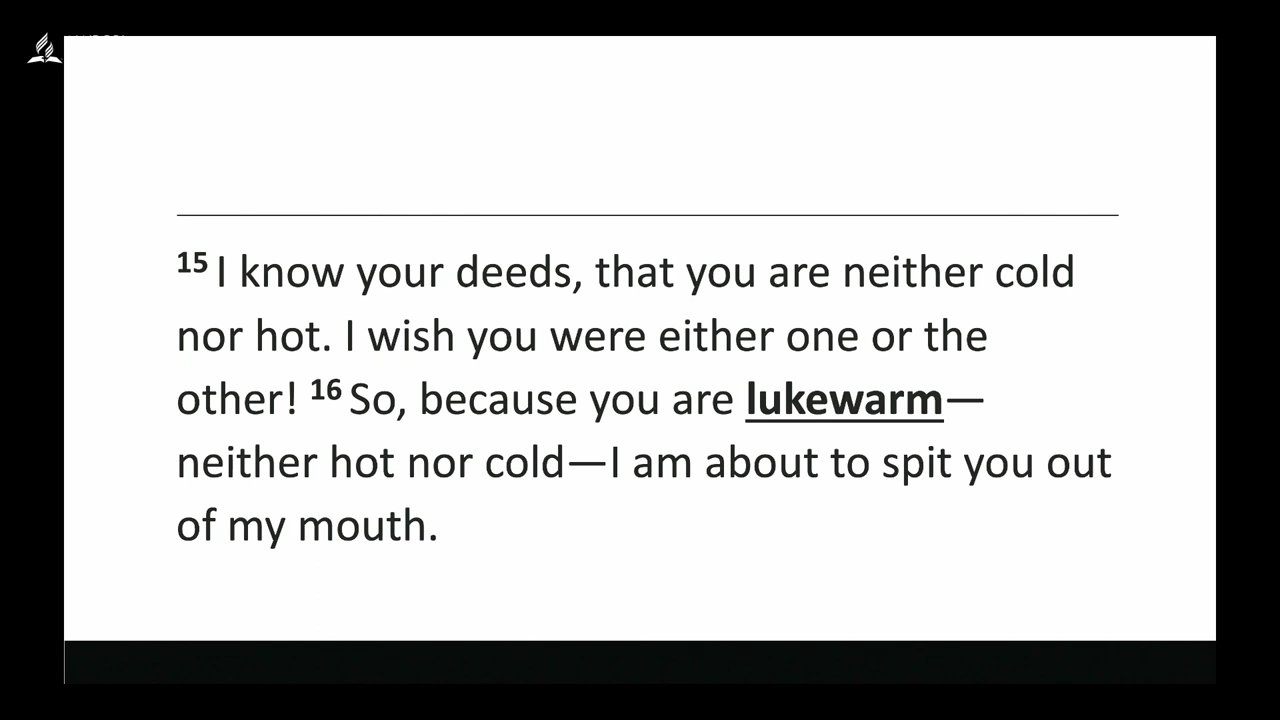 15 I know your deeds, that you are neither cold
nor hot. I wish you were either one or the
other! 16 So, because you are lukewarm—
neither hot nor cold—I am about to spit you out
of my mouth.